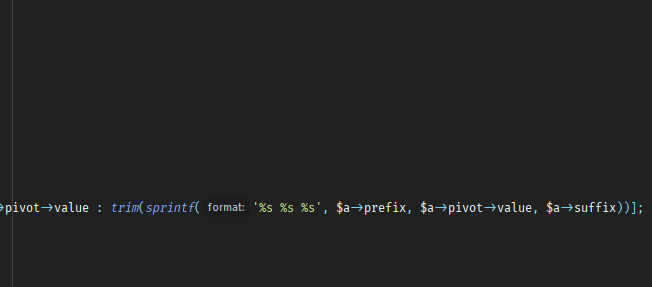 ->pivot->value : trim(sprintf( format: '%s %s %s', $a->prefix, $a->pivot->value, $a->suffix))];